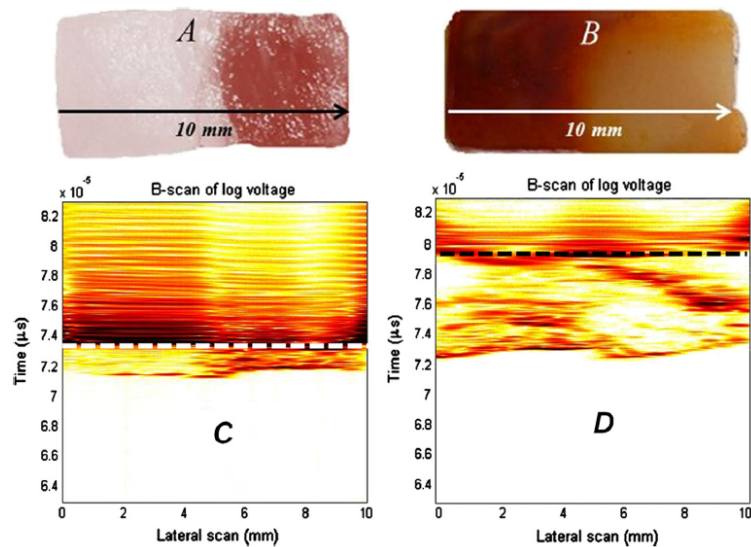 A
10 mm
B
10 mm
x 10
-5
B-scan of log voltage
8.2
8
7.8
7.6
7.4
7.2
7
6.8
6.6
6.4
Time (µs)
0
2
4
6
8
10
Lateral scan (mm)
C
x 10
-5
B-scan of log voltage
8.2
8
7.8
7.6
7.4
7.2
7
6.8
6.6
6.4
Time (µs)
0
2
4
6
8
10
Lateral scan (mm)
D